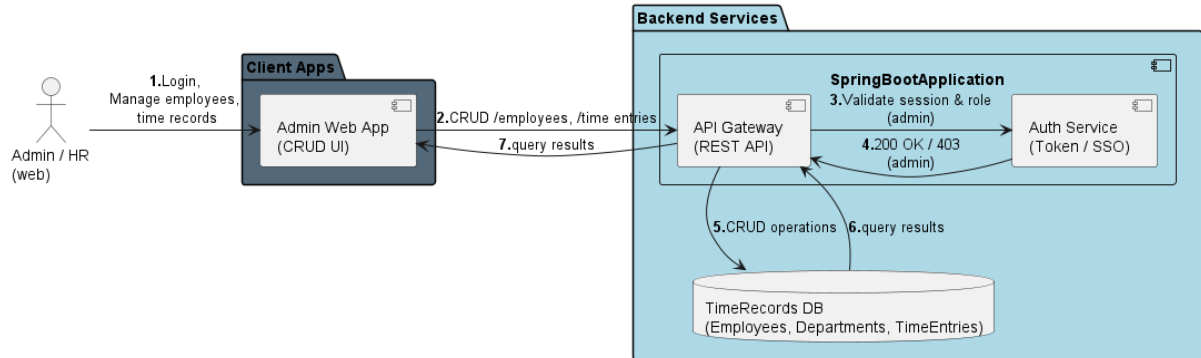 Backend Services
Client Apps
SpringBootApplication
1.Login,
Manage employees,
time records
Admin / HR
(web)
Admin Web App
(CRUD UI)
2.CRUD /employees, /time entries
7.query results
API Gateway
(REST API)
3.Validate session & role
(admin)
4.200 OK / 403
(admin)
Auth Service
(Token / SSO)
5.CRUD operations
6.query results
TimeRecords DB
(Employees, Departments, TimeEntries)